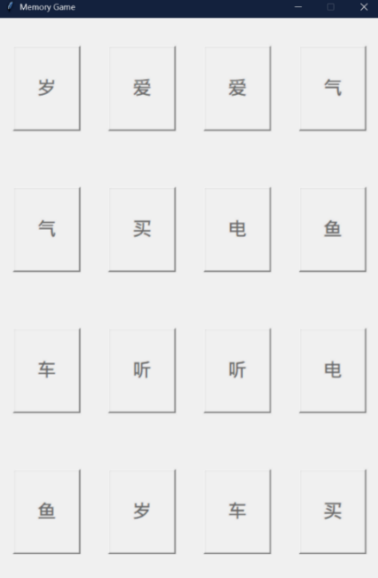 Memory Game
岁 爱 爱 气
气 买 电 鱼
车 听 听 电
鱼 岁 车 买